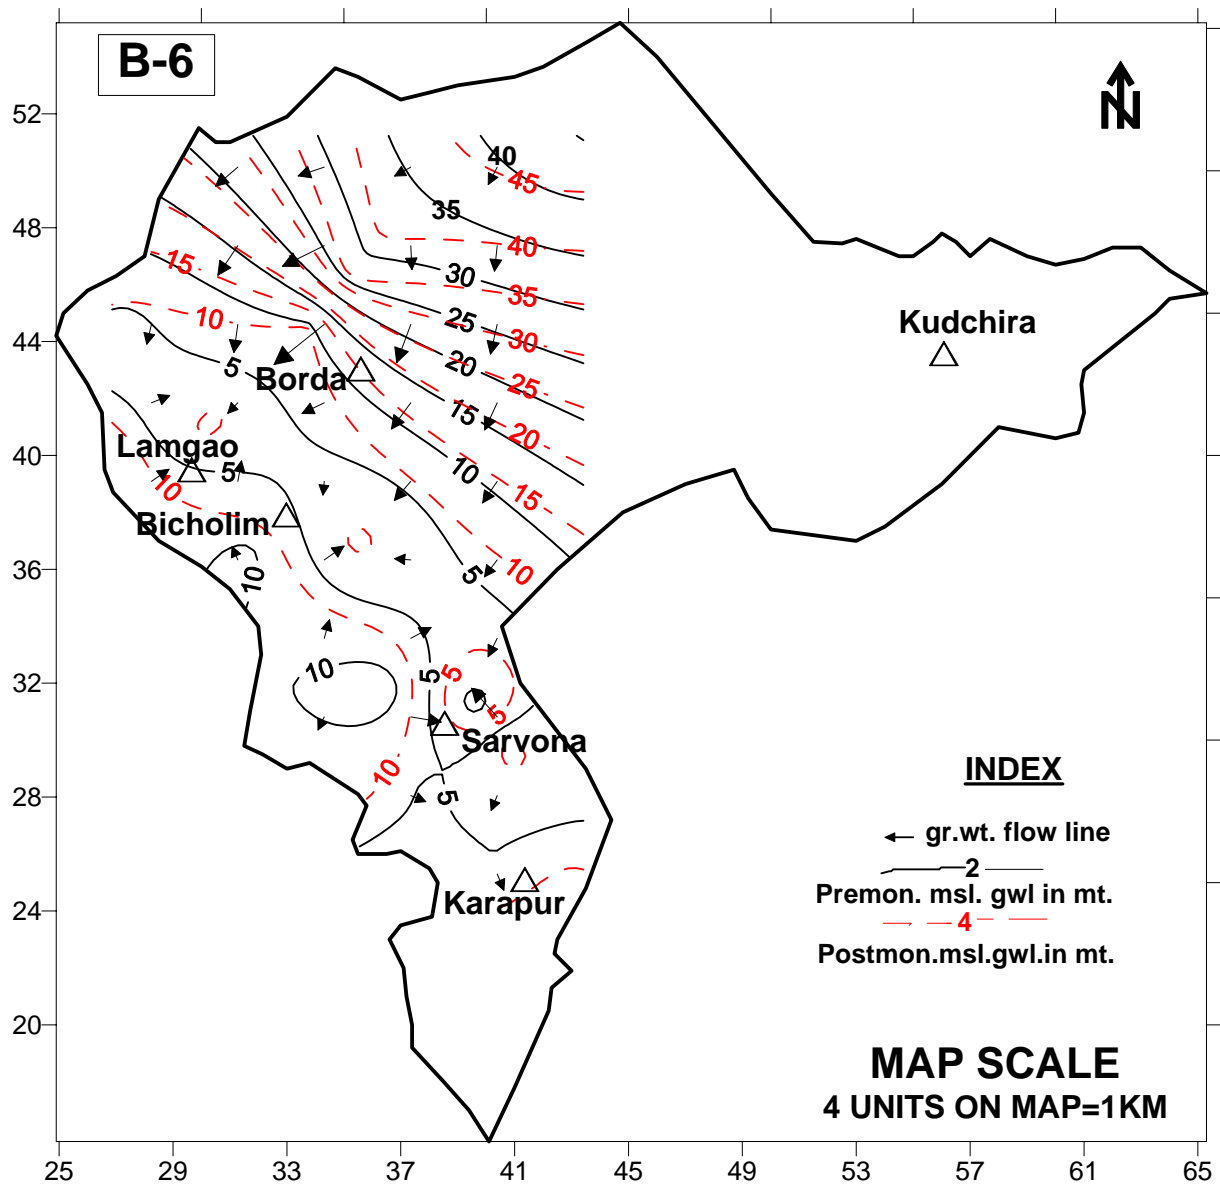 B-6
N
52
48
44
40
36
32
28
24
20
40
45
35
40
30
35
25
30
20
25
15
20
10
15
5
10
15
10
5
5
10
10
10
5
5
5
10
5
Kudchira
Borda
Lamgao
Bicholim
Sarvona
Karapur
INDEX
gr.wt. flow line
2
Premon. msl. gwl in mt.
4
Postmon.msl.gwl.in mt.
MAP SCALE
4 UNITS ON MAP=1KM
25 29 33 37 41 45 49 53 57 61 65